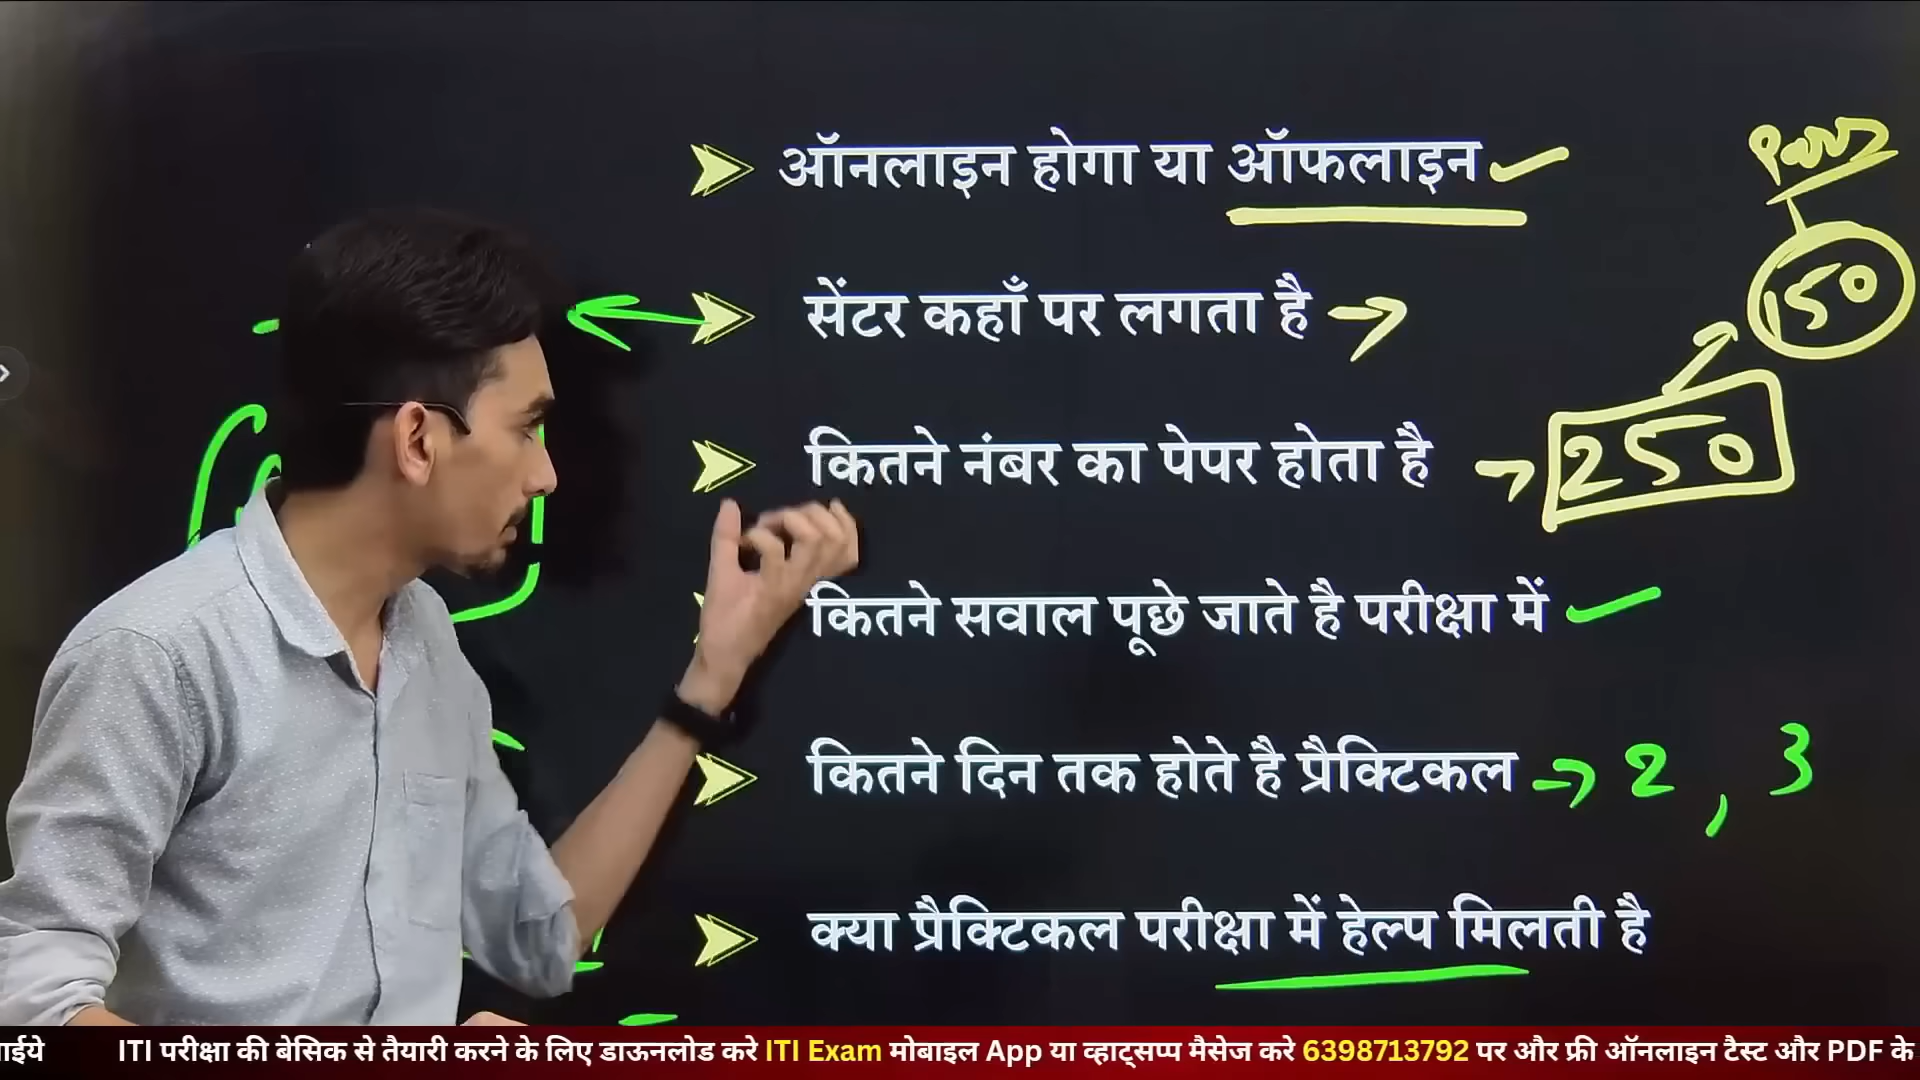 ऑनलाइन होगा या ऑफलाइन
Pass
150
सेंटर कहाँ पर लगता है
कितने नंबर का पेपर होता है
250
कितने सवाल पूछे जाते है परीक्षा में
कितने दिन तक होते है प्रैक्टिकल
2 , 3
क्या प्रैक्टिकल परीक्षा में हेल्प मिलती है
ाईये ITI परीक्षा की बेसिक से तैयारी करने के लिए डाऊनलोड करे ITI Exam मोबाइल App या व्हाट्सप्प मैसेज करे 6398713792 पर और फ्री ऑनलाइन टैस्ट और PDF के